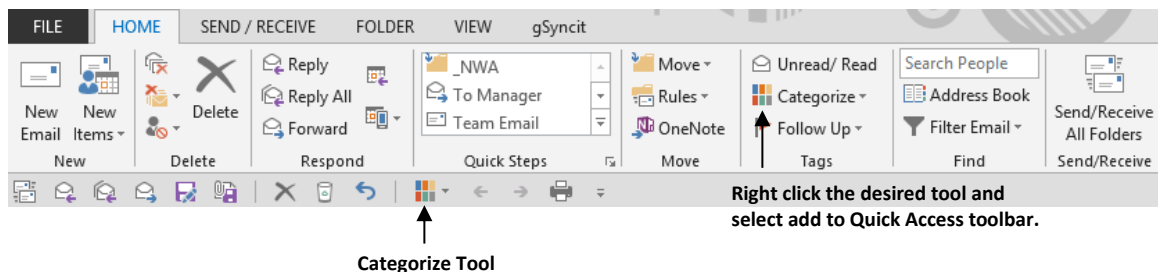 FILE HOME SEND / RECEIVE FOLDER VIEW gSyncit
Reply _NWA Move Unread/ Read Search People
Reply All To Manager Rules Categorize Address Book
New Email New Items Delete Forward Team Email OneNote Follow Up Filter Email Send/Receive All Folders
New Delete Respond Quick Steps Move Tags Find Send/Receive
Right click the desired tool and
select add to Quick Access toolbar.
Categorize Tool